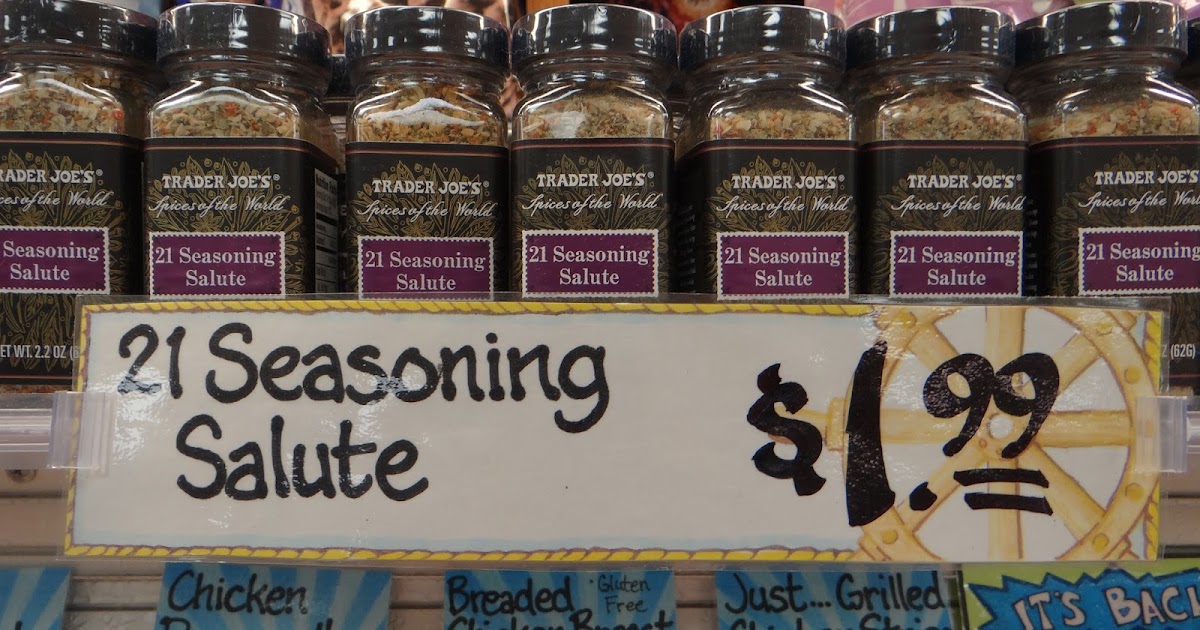 TRADER JOE'S®
Spices of the World
21 Seasoning
Salute
TRADER JOE'S®
Spices of the World
21 Seasoning
Salute
TRADER JOE'S®
Spices of the World
21 Seasoning
Salute
TRADER JOE'S®
Spices of the World
21 Seasoning
Salute
TRADER JOE'S®
Spices of the World
21 Seasoning
Salute
TRADER JOE'S®
Spices of the World
21 Seasoning
Salute
TRADER JOE'S
Spices of the World
21 Seasoning
Salute
ET WT. 2.2 OZ
Z (62G)
21 Seasoning
Salute
$1.99
Chicken
Breaded Gluten
Free
Chicken Breast
Just.... Grilled
Chicken Strips
IT'S BACK